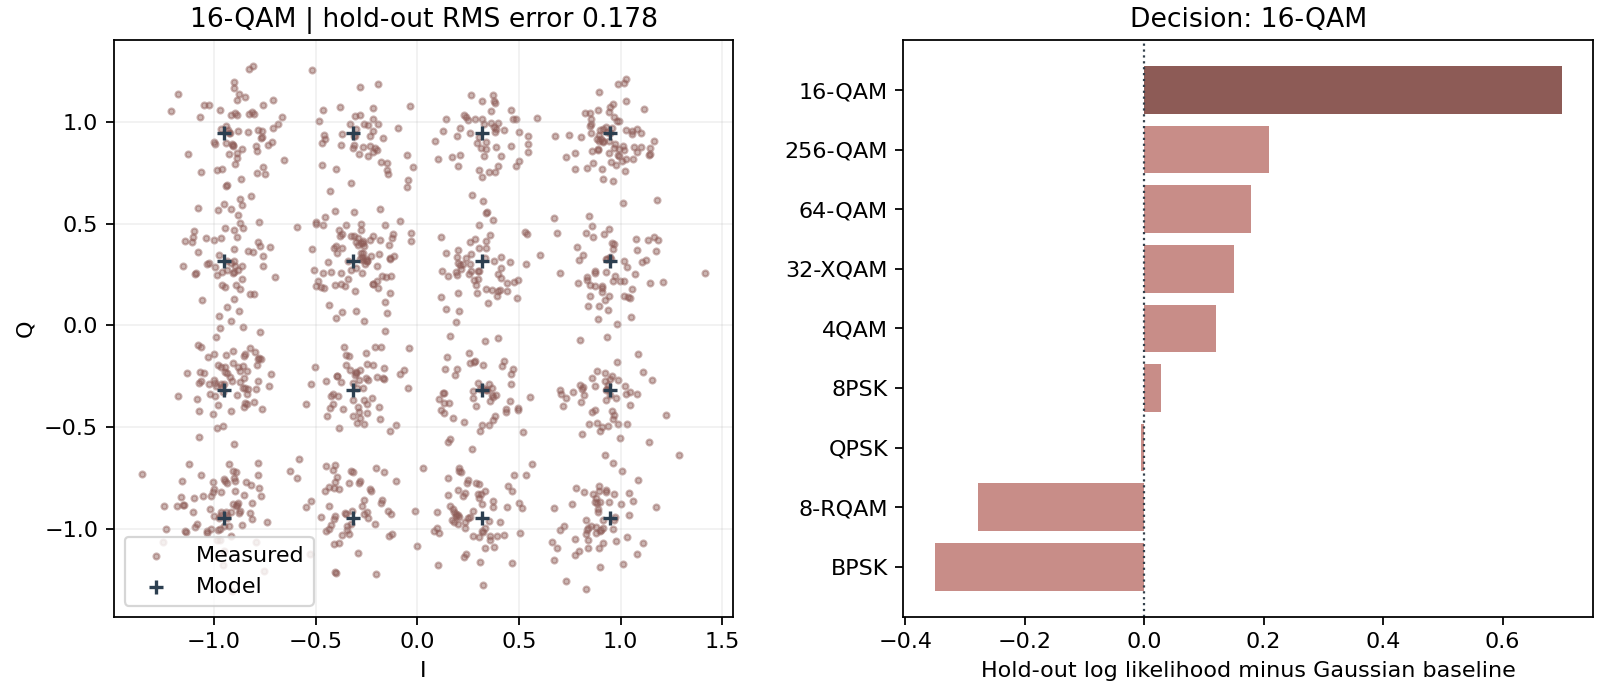 16-QAM | hold-out RMS error 0.178
1.0
0.5
0.0
−0.5
−1.0
Q
Measured
Model
−1.0
−0.5
0.0
0.5
1.0
1.5
I
Decision: 16-QAM
16-QAM
256-QAM
64-QAM
32-XQAM
4QAM
8PSK
QPSK
8-RQAM
BPSK
−0.4
−0.2
0.0
0.2
0.4
0.6
Hold-out log likelihood minus Gaussian baseline